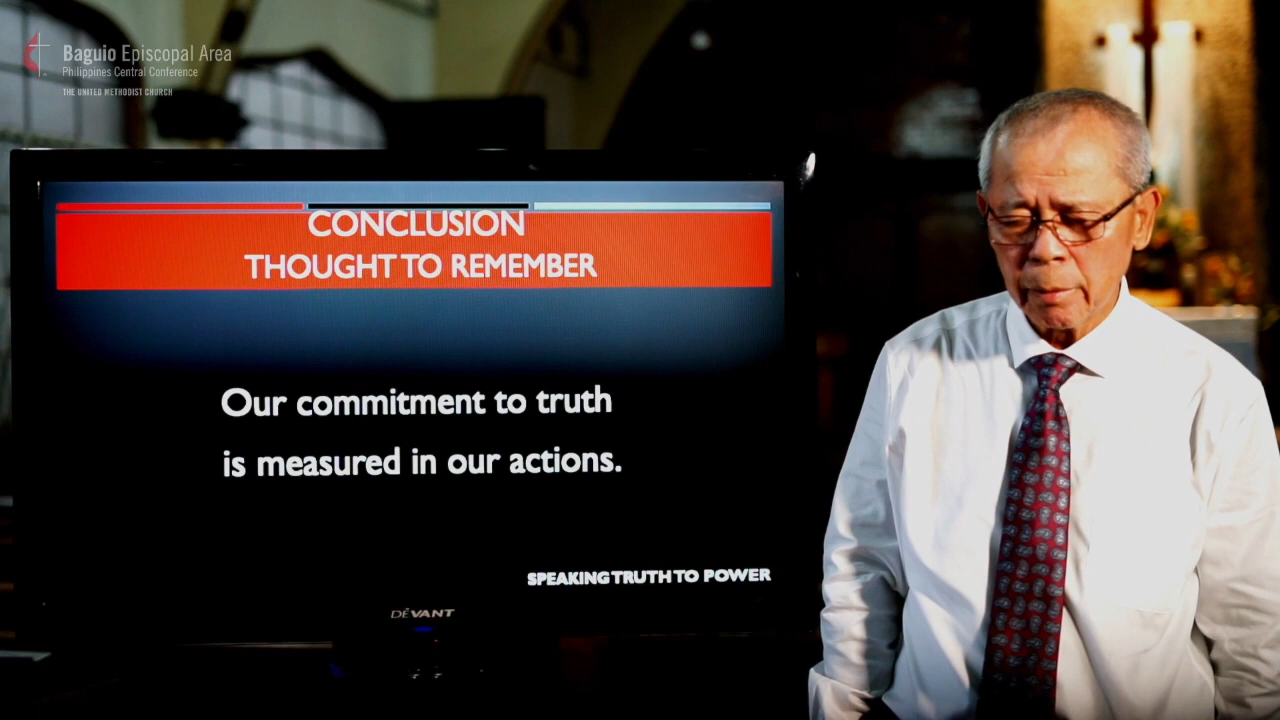 Baguio Episcopal Area
Philippines Central Conference
THE UNITED METHODIST CHURCH
CONCLUSION
THOUGHT TO REMEMBER
Our commitment to truth
is measured in our actions.
SPEAKING TRUTH TO POWER
DEVANT